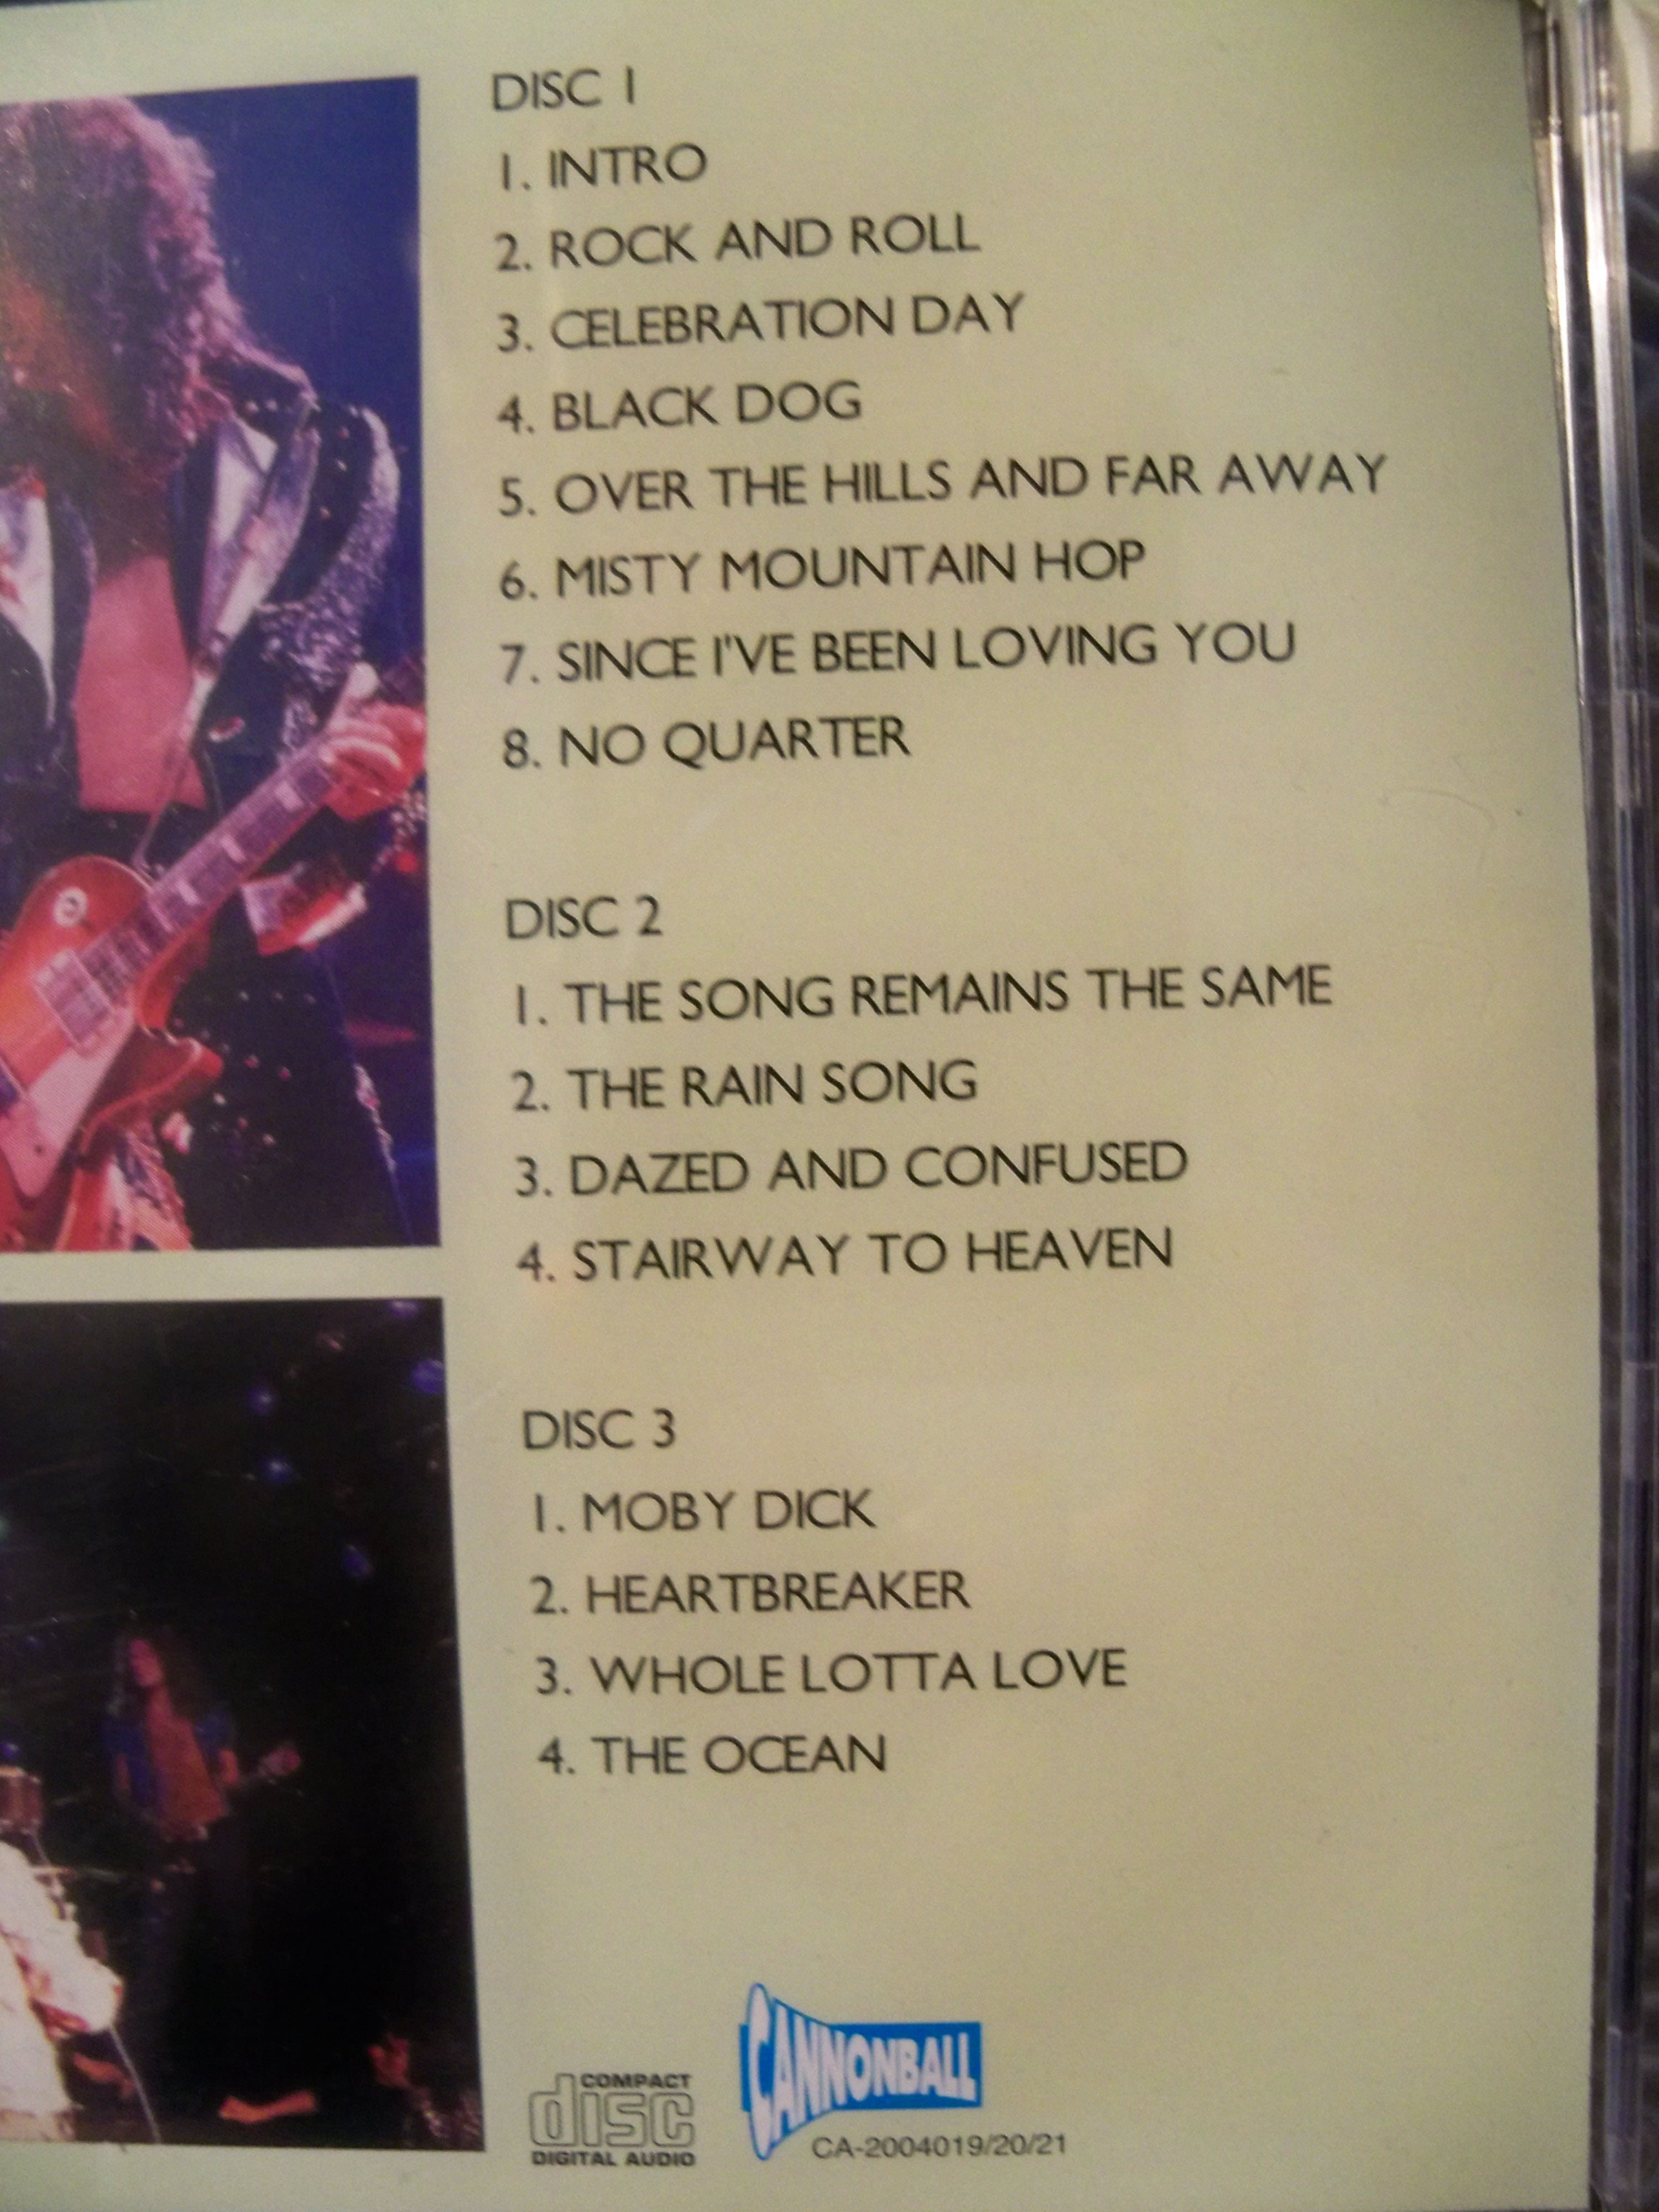 DISC 1
1. INTRO
2. ROCK AND ROLL
3. CELEBRATION DAY
4. BLACK DOG
5. OVER THE HILLS AND FAR AWAY
6. MISTY MOUNTAIN HOP
7. SINCE I'VE BEEN LOVING YOU
8. NO QUARTER
DISC 2
1. THE SONG REMAINS THE SAME
2. THE RAIN SONG
3. DAZED AND CONFUSED
4. STAIRWAY TO HEAVEN
DISC 3
1. MOBY DICK
2. HEARTBREAKER
3. WHOLE LOTTA LOVE
4. THE OCEAN
COMPACT
disc
DIGITAL AUDIO
CANNONBALL
CA-2004019/20/21